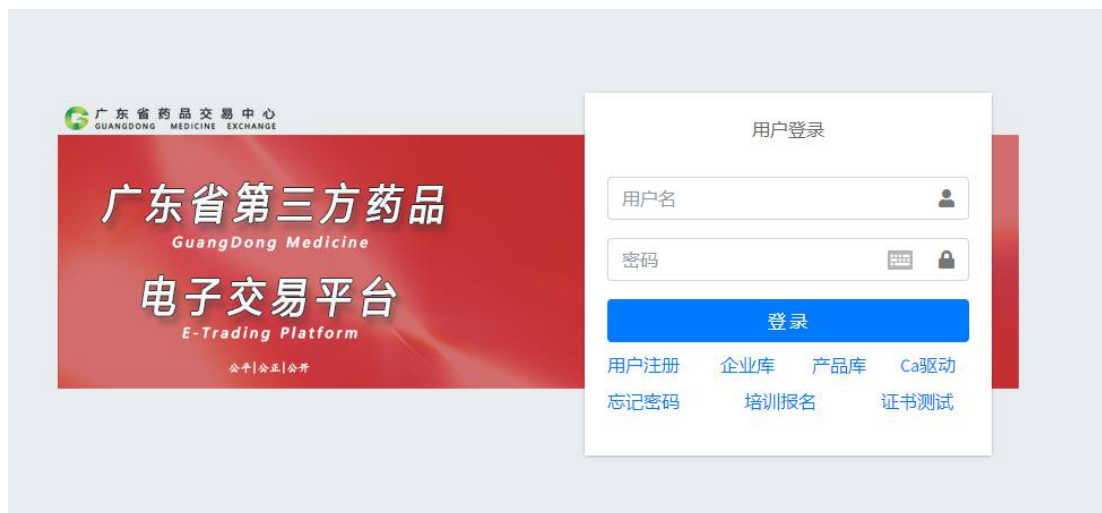 广东省药品交易中心
GUANGDONG MEDICINE EXCHANGE
广东省第三方药品
GuangDong Medicine
电子交易平台
E-Trading Platform
公平|公正|公开
用户登录
用户名
密码
登录
用户注册 企业库 产品库 Ca驱动
忘记密码 培训报名 证书测试